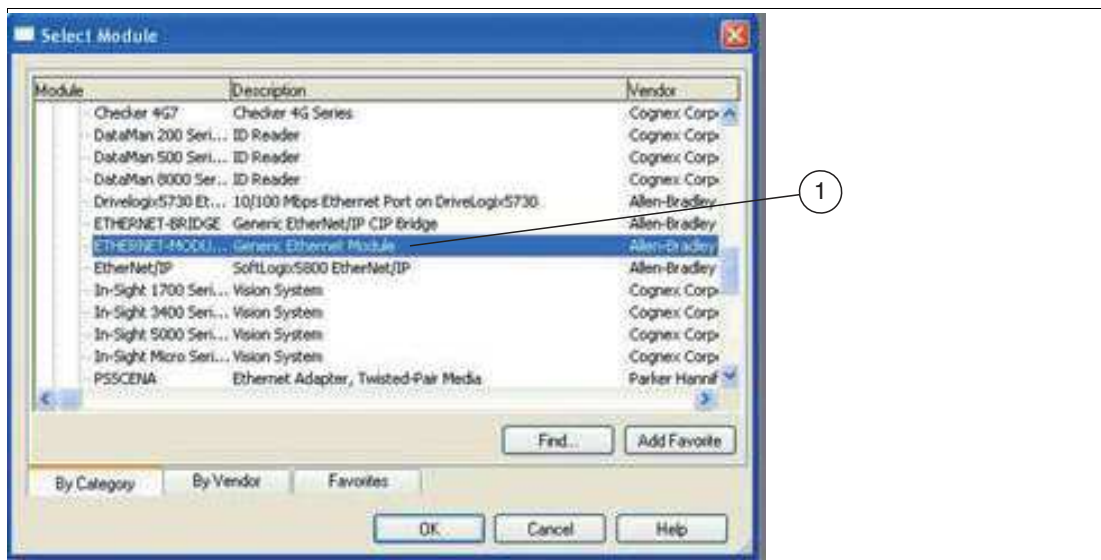 Select Module
Module Description Vendor
Checker 4G7 Checker 4G Series Cognex Corp
DataMan 200 Seri... ID Reader Cognex Corp
DataMan 500 Seri... ID Reader Cognex Corp
DataMan 8000 Ser... ID Reader Cognex Corp
DriveLogix5730 Et... 10/100 Mbps Ethernet Port on DriveLogix5730 Allen-Bradley
ETHERNET-BRIDGE Generic EtherNet/IP CIP Bridge Allen-Bradley
ETHERNET-MODU... Generic Ethernet Module Allen-Bradley
EtherNet/IP SoftLogix5800 EtherNet/IP Allen-Bradley
In-Sight 1700 Seri... Vision System Cognex Corp
In-Sight 3400 Seri... Vision System Cognex Corp
In-Sight 5000 Seri... Vision System Cognex Corp
In-Sight Micro Seri... Vision System Cognex Corp
PSSCENA Ethernet Adapter, Twisted-Pair Media Parker Hannif
1
Find... Add Favorite
By Category By Vendor Favorites
OK Cancel Help